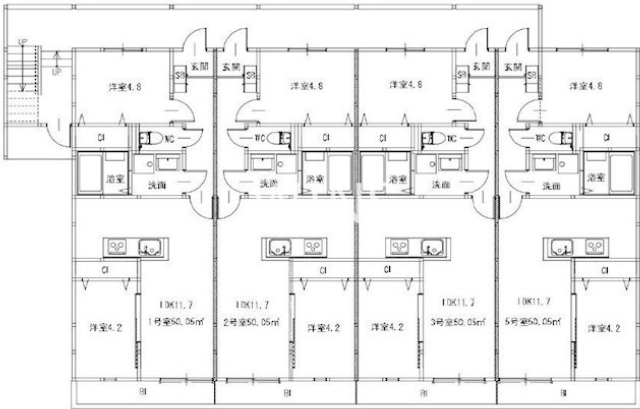 UP
UP
洋室4.8
玄関
SB
玄関
SB
洋室4.8
洋室4.8
SB
玄関
玄関
SB
洋室4.8
Cl
WC
WC
Cl
Cl
WC
WC
Cl
浴室
洗面
洗面
浴室
浴室
洗面
洗面
浴室
Cl
Cl
Cl
Cl
洋室4.2
LDK11.7
1号室50.05㎡
LDK11.7
2号室50.05㎡
洋室4.2
洋室4.2
LDK11.7
3号室50.05㎡
LDK11.7
5号室50.05㎡
洋室4.2
Bl
Bl
Bl
Bl